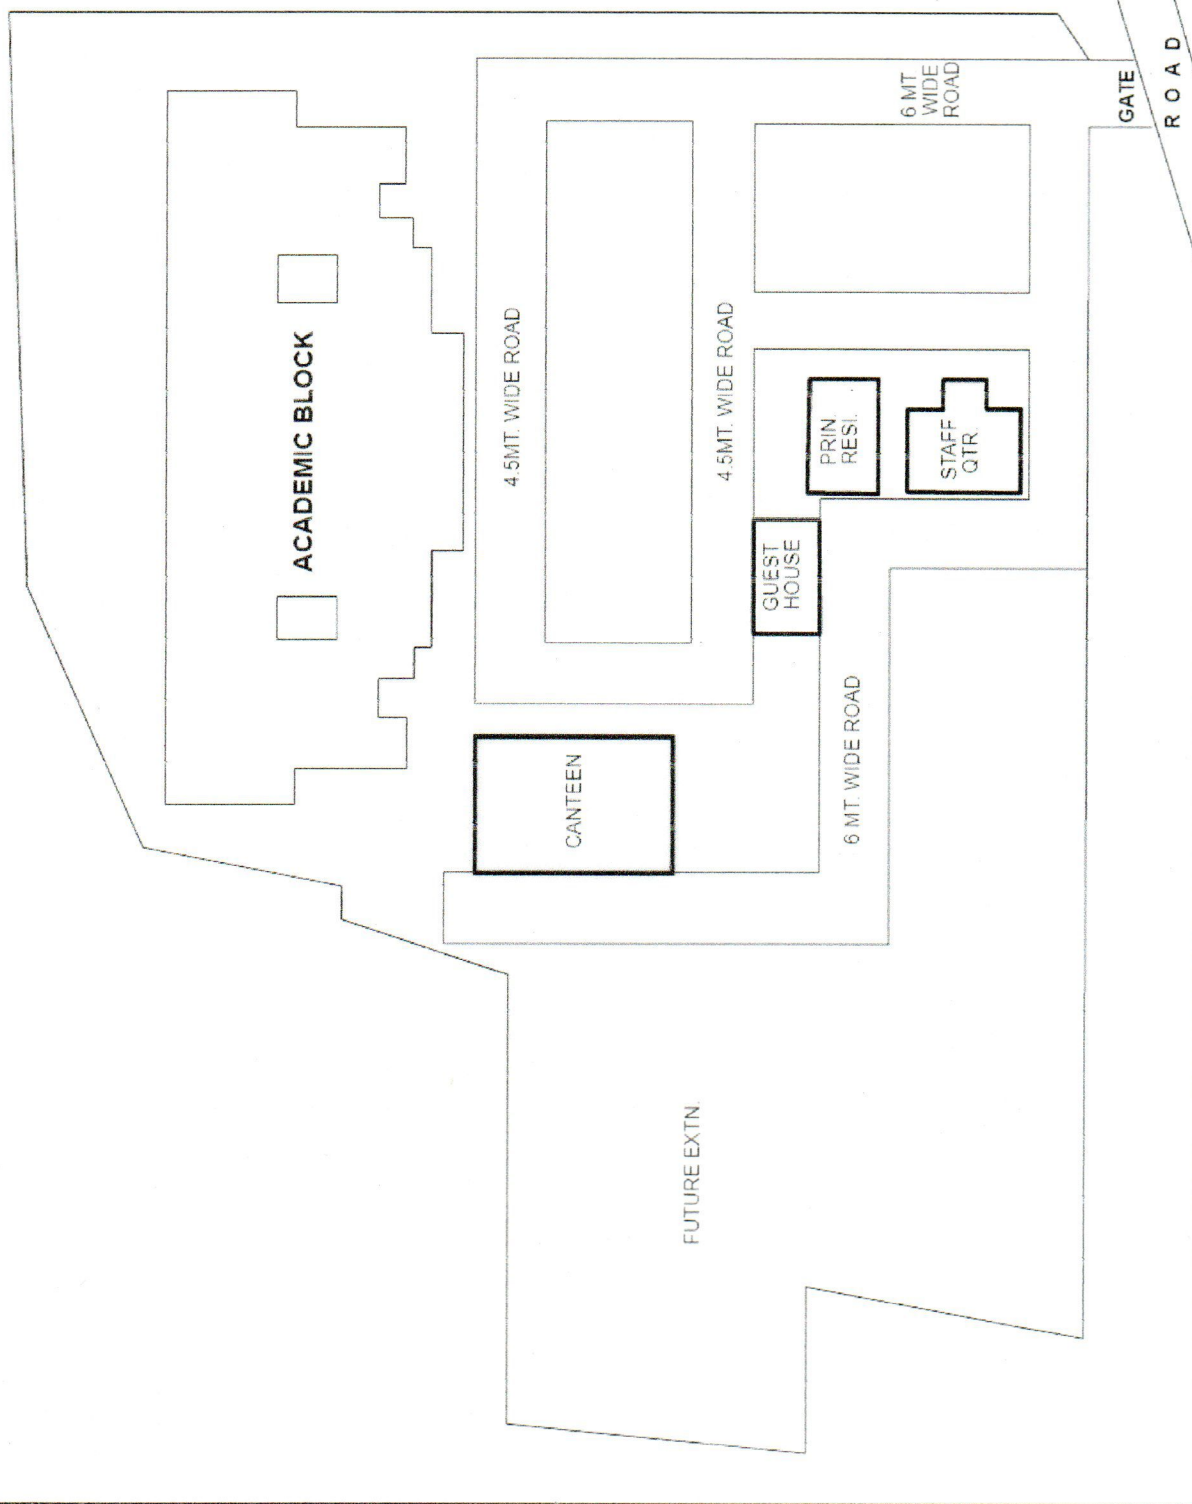 ACADEMIC BLOCK
4.5MT. WIDE ROAD
4.5MT. WIDE ROAD
6 MT
WIDE
ROAD
GATE
ROAD
PRIN.
RESI.
STAFF
QTR.
GUEST
HOUSE
CANTEEN
6 MT. WIDE ROAD
FUTURE EXTN.